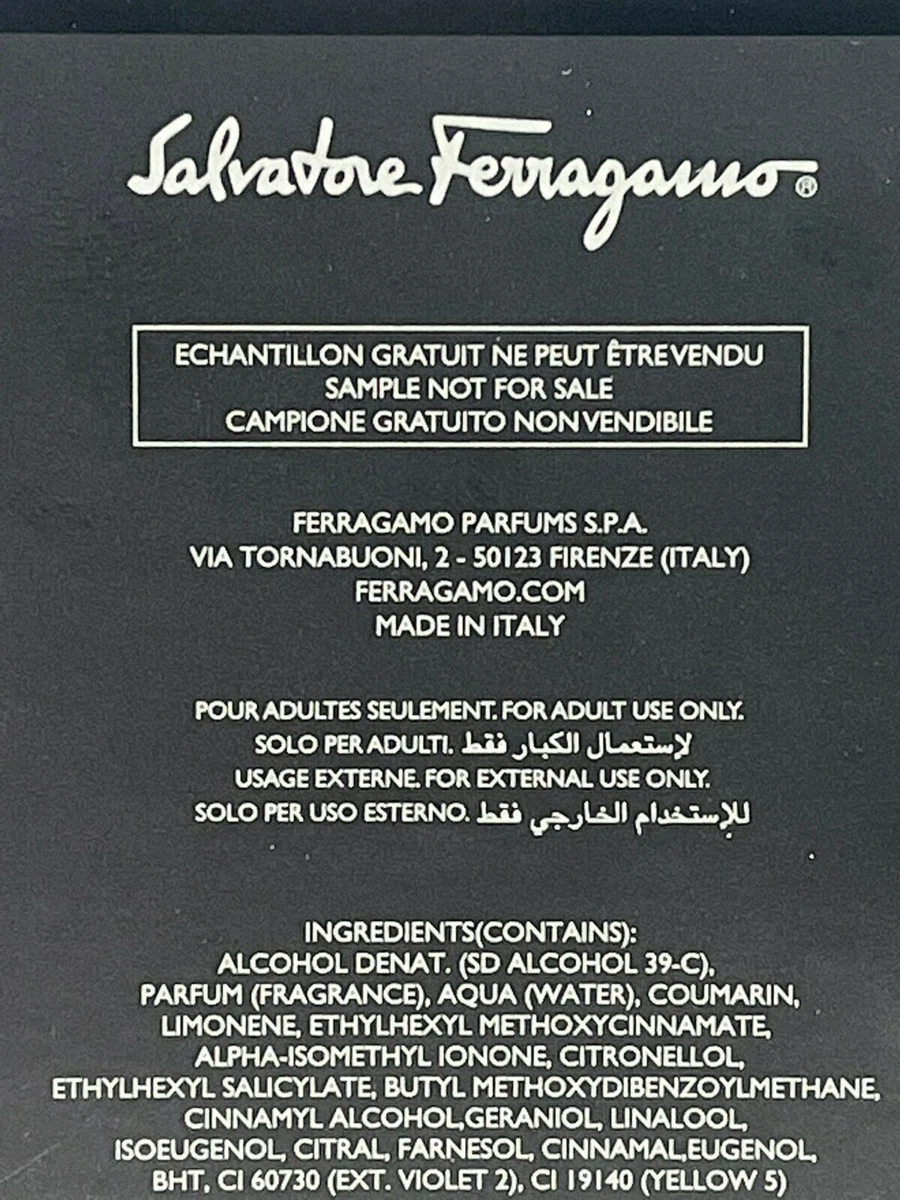 Salvatore Ferragamo®
ECHANTILLON GRATUIT NE PEUT ÊTRE VENDU
SAMPLE NOT FOR SALE
CAMPIONE GRATUITO NON VENDIBILE
FERRAGAMO PARFUMS S.P.A.
VIA TORNABUONI, 2 - 50123 FIRENZE (ITALY)
FERRAGAMO.COM
MADE IN ITALY
POUR ADULTES SEULEMENT. FOR ADULT USE ONLY.
SOLO PER ADULTI. لإستعمال الكبار فقط
USAGE EXTERNE. FOR EXTERNAL USE ONLY.
SOLO PER USO ESTERNO. للإستخدام الخارجي فقط
INGREDIENTS(CONTAINS):
ALCOHOL DENAT. (SD ALCOHOL 39-C),
PARFUM (FRAGRANCE), AQUA (WATER), COUMARIN,
LIMONENE, ETHYLHEXYL METHOXYCINNAMATE,
ALPHA-ISOMETHYL IONONE, CITRONELLOL,
ETHYLHEXYL SALICYLATE, BUTYL METHOXYDIBENZOYLMETHANE,
CINNAMYL ALCOHOL,GERANIOL, LINALOOL,
ISOEUGENOL, CITRAL, FARNESOL, CINNAMAL,EUGENOL,
BHT, CI 60730 (EXT. VIOLET 2), CI 19140 (YELLOW 5)